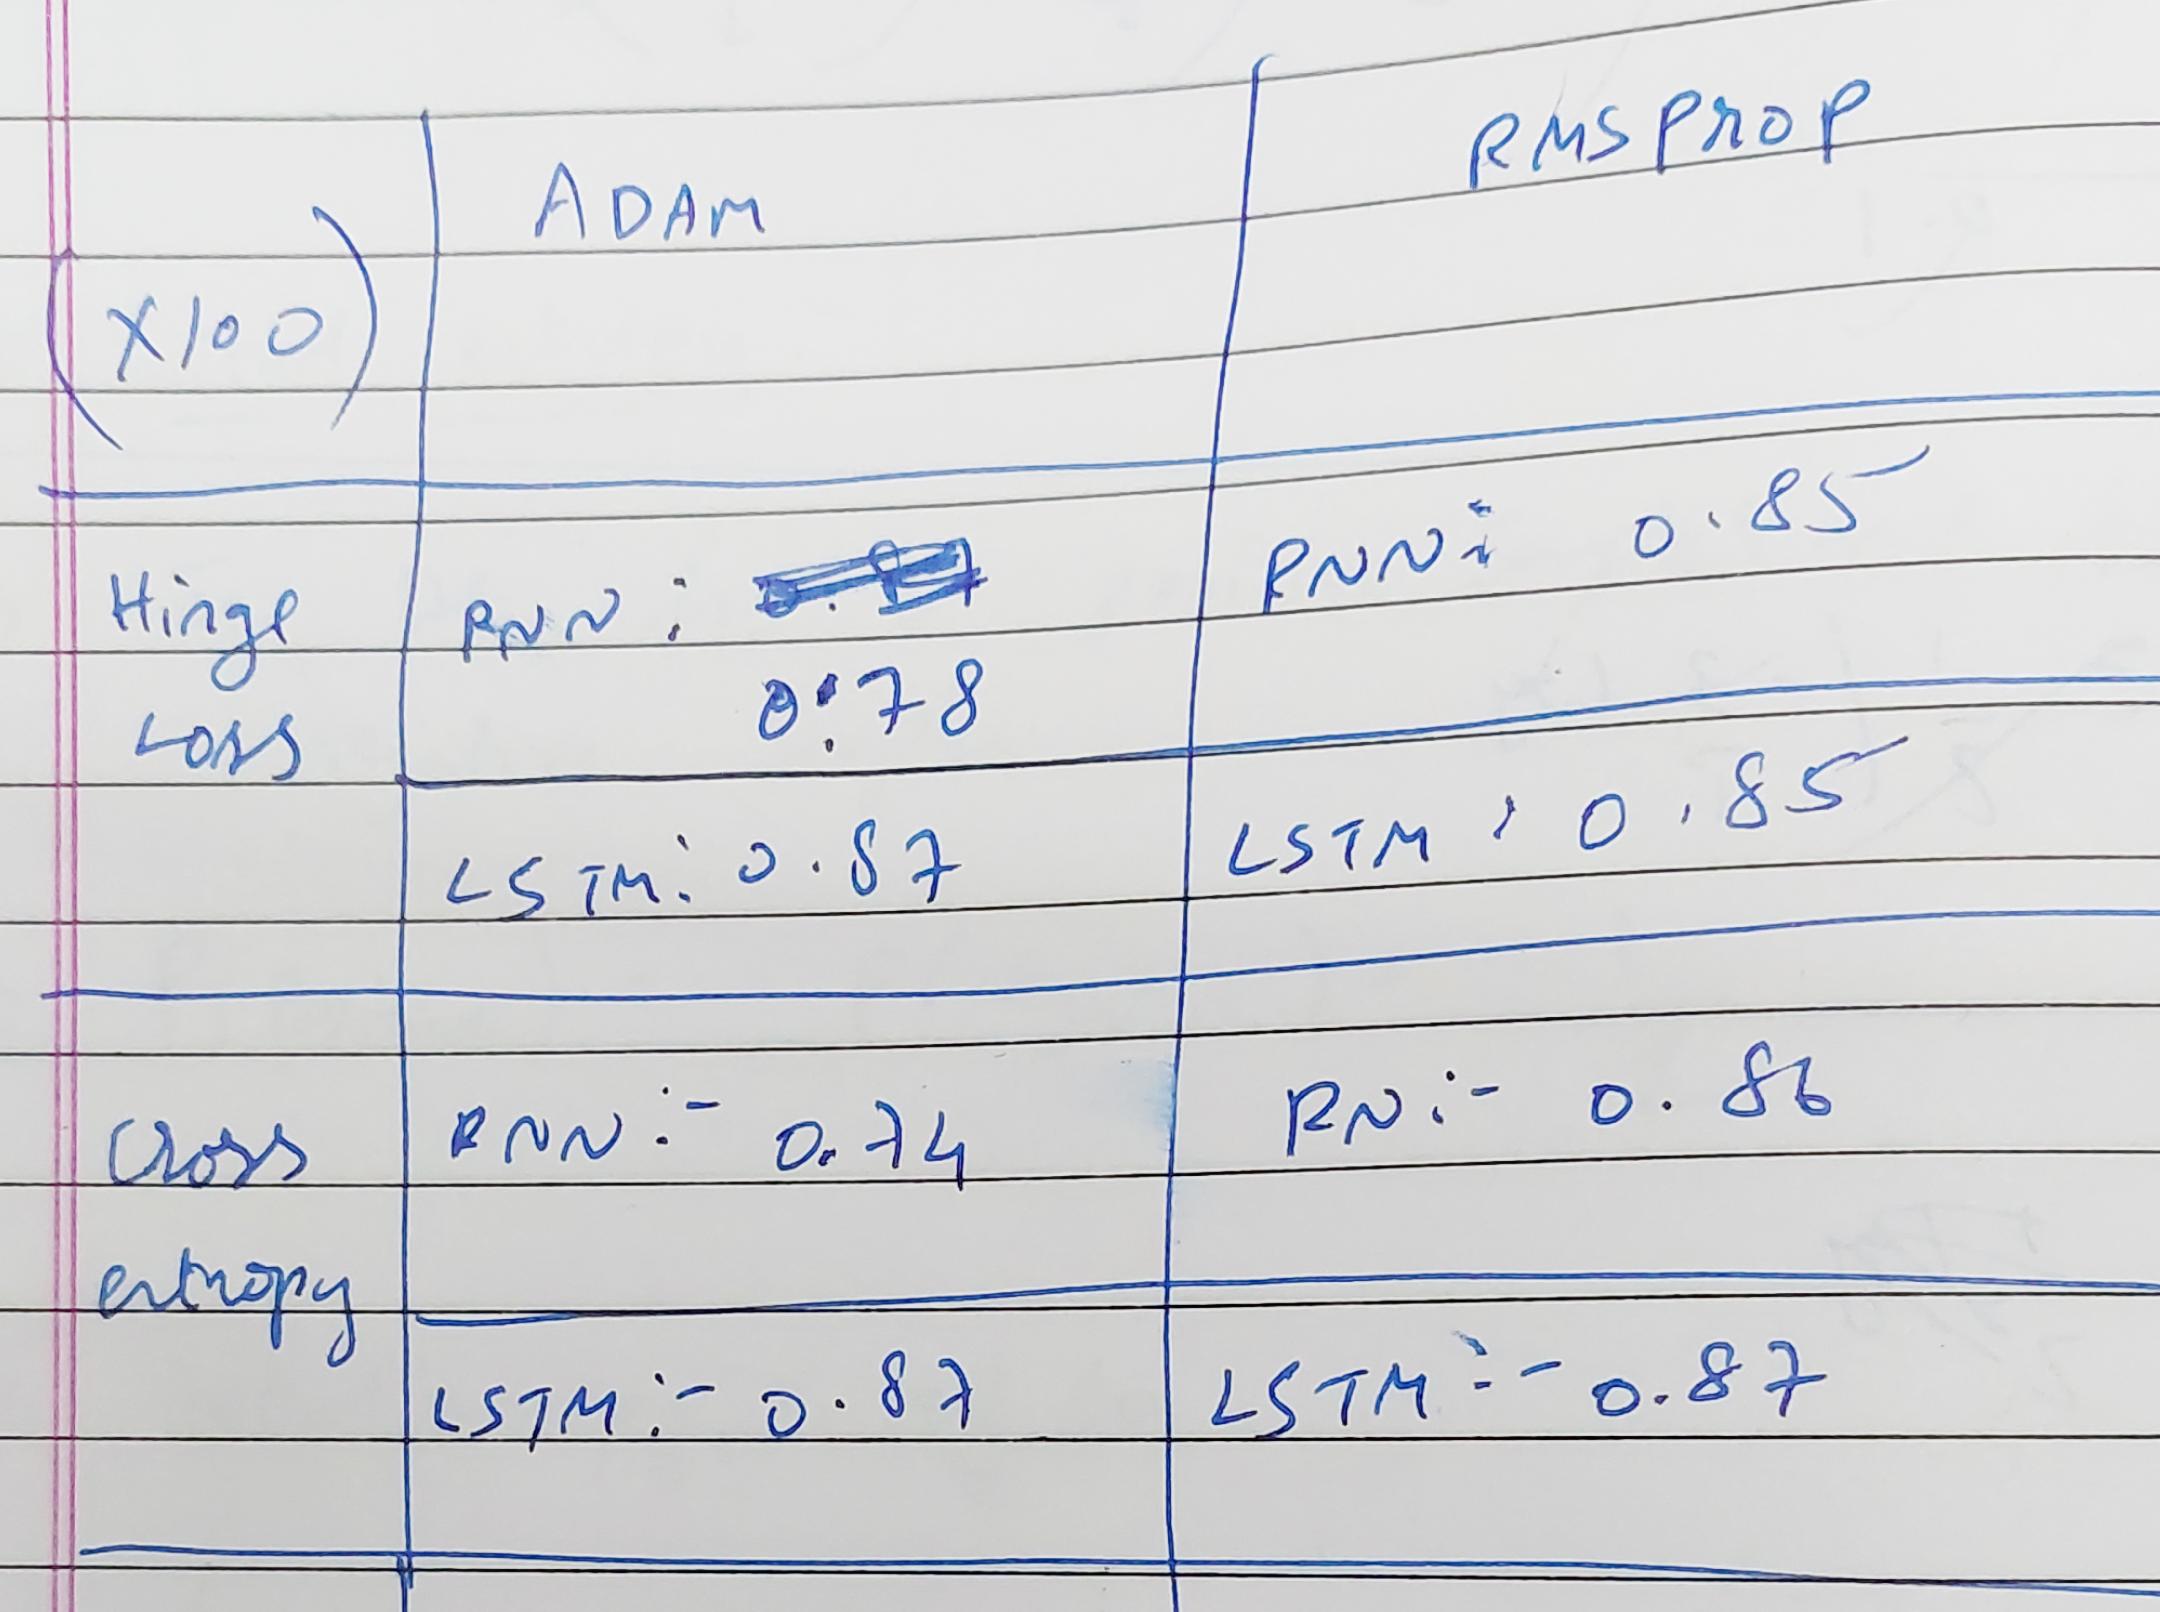 ADAM
RMSPROP
(X100)
Hinge
Loss
RNN :
0.78
RNN: 0.85
LSTM: 0.87
LSTM : 0.85
Cross
entropy
RNN:- 0.74
RN:- 0.86
LSTM:- 0.87
LSTM:- 0.87